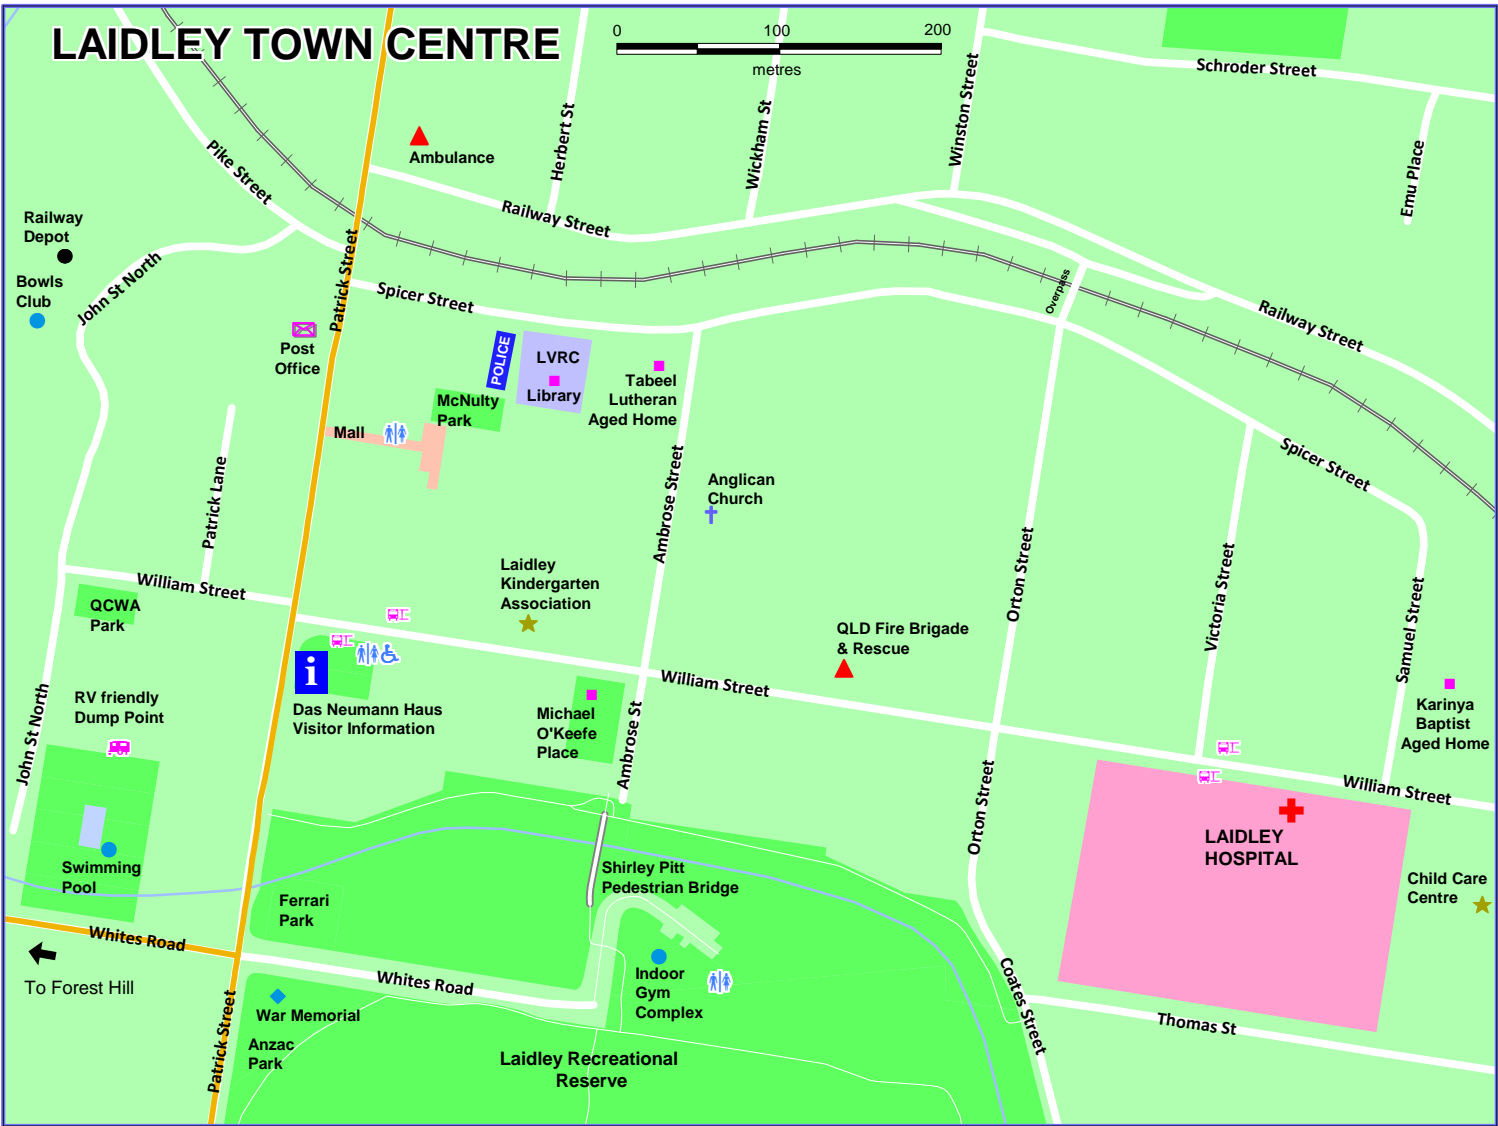 LAIDLEY TOWN CENTRE
0
100
200
metres
Schroder Street
Winston Street
Wickham St
Herbert St
Emu Place
Ambulance
Pike Street
Railway Street
Railway
Depot
Bowls
Club
John St North
Patrick Street
Spicer Street
Overpass
Railway Street
Post
Office
POLICE
LVRC
Library
Tabeel
Lutheran
Aged Home
McNulty
Park
Mall
Patrick Lane
Ambrose Street
Anglican
Church
Spicer Street
Orton Street
Victoria Street
Samuel Street
William Street
QCWA
Park
Laidley
Kindergarten
Association
QLD Fire Brigade
& Rescue
i
William Street
Das Neumann Haus
Visitor Information
RV friendly
Dump Point
John St North
Michael
O'Keefe
Place
Ambrose St
Karinya
Baptist
Aged Home
Orton Street
William Street
LAIDLEY
HOSPITAL
Swimming
Pool
Shirley Pitt
Pedestrian Bridge
Child Care
Centre
Ferrari
Park
Whites Road
To Forest Hill
Whites Road
Indoor
Gym
Complex
Coates Street
Thomas St
War Memorial
Anzac
Park
Patrick Street
Laidley Recreational
Reserve